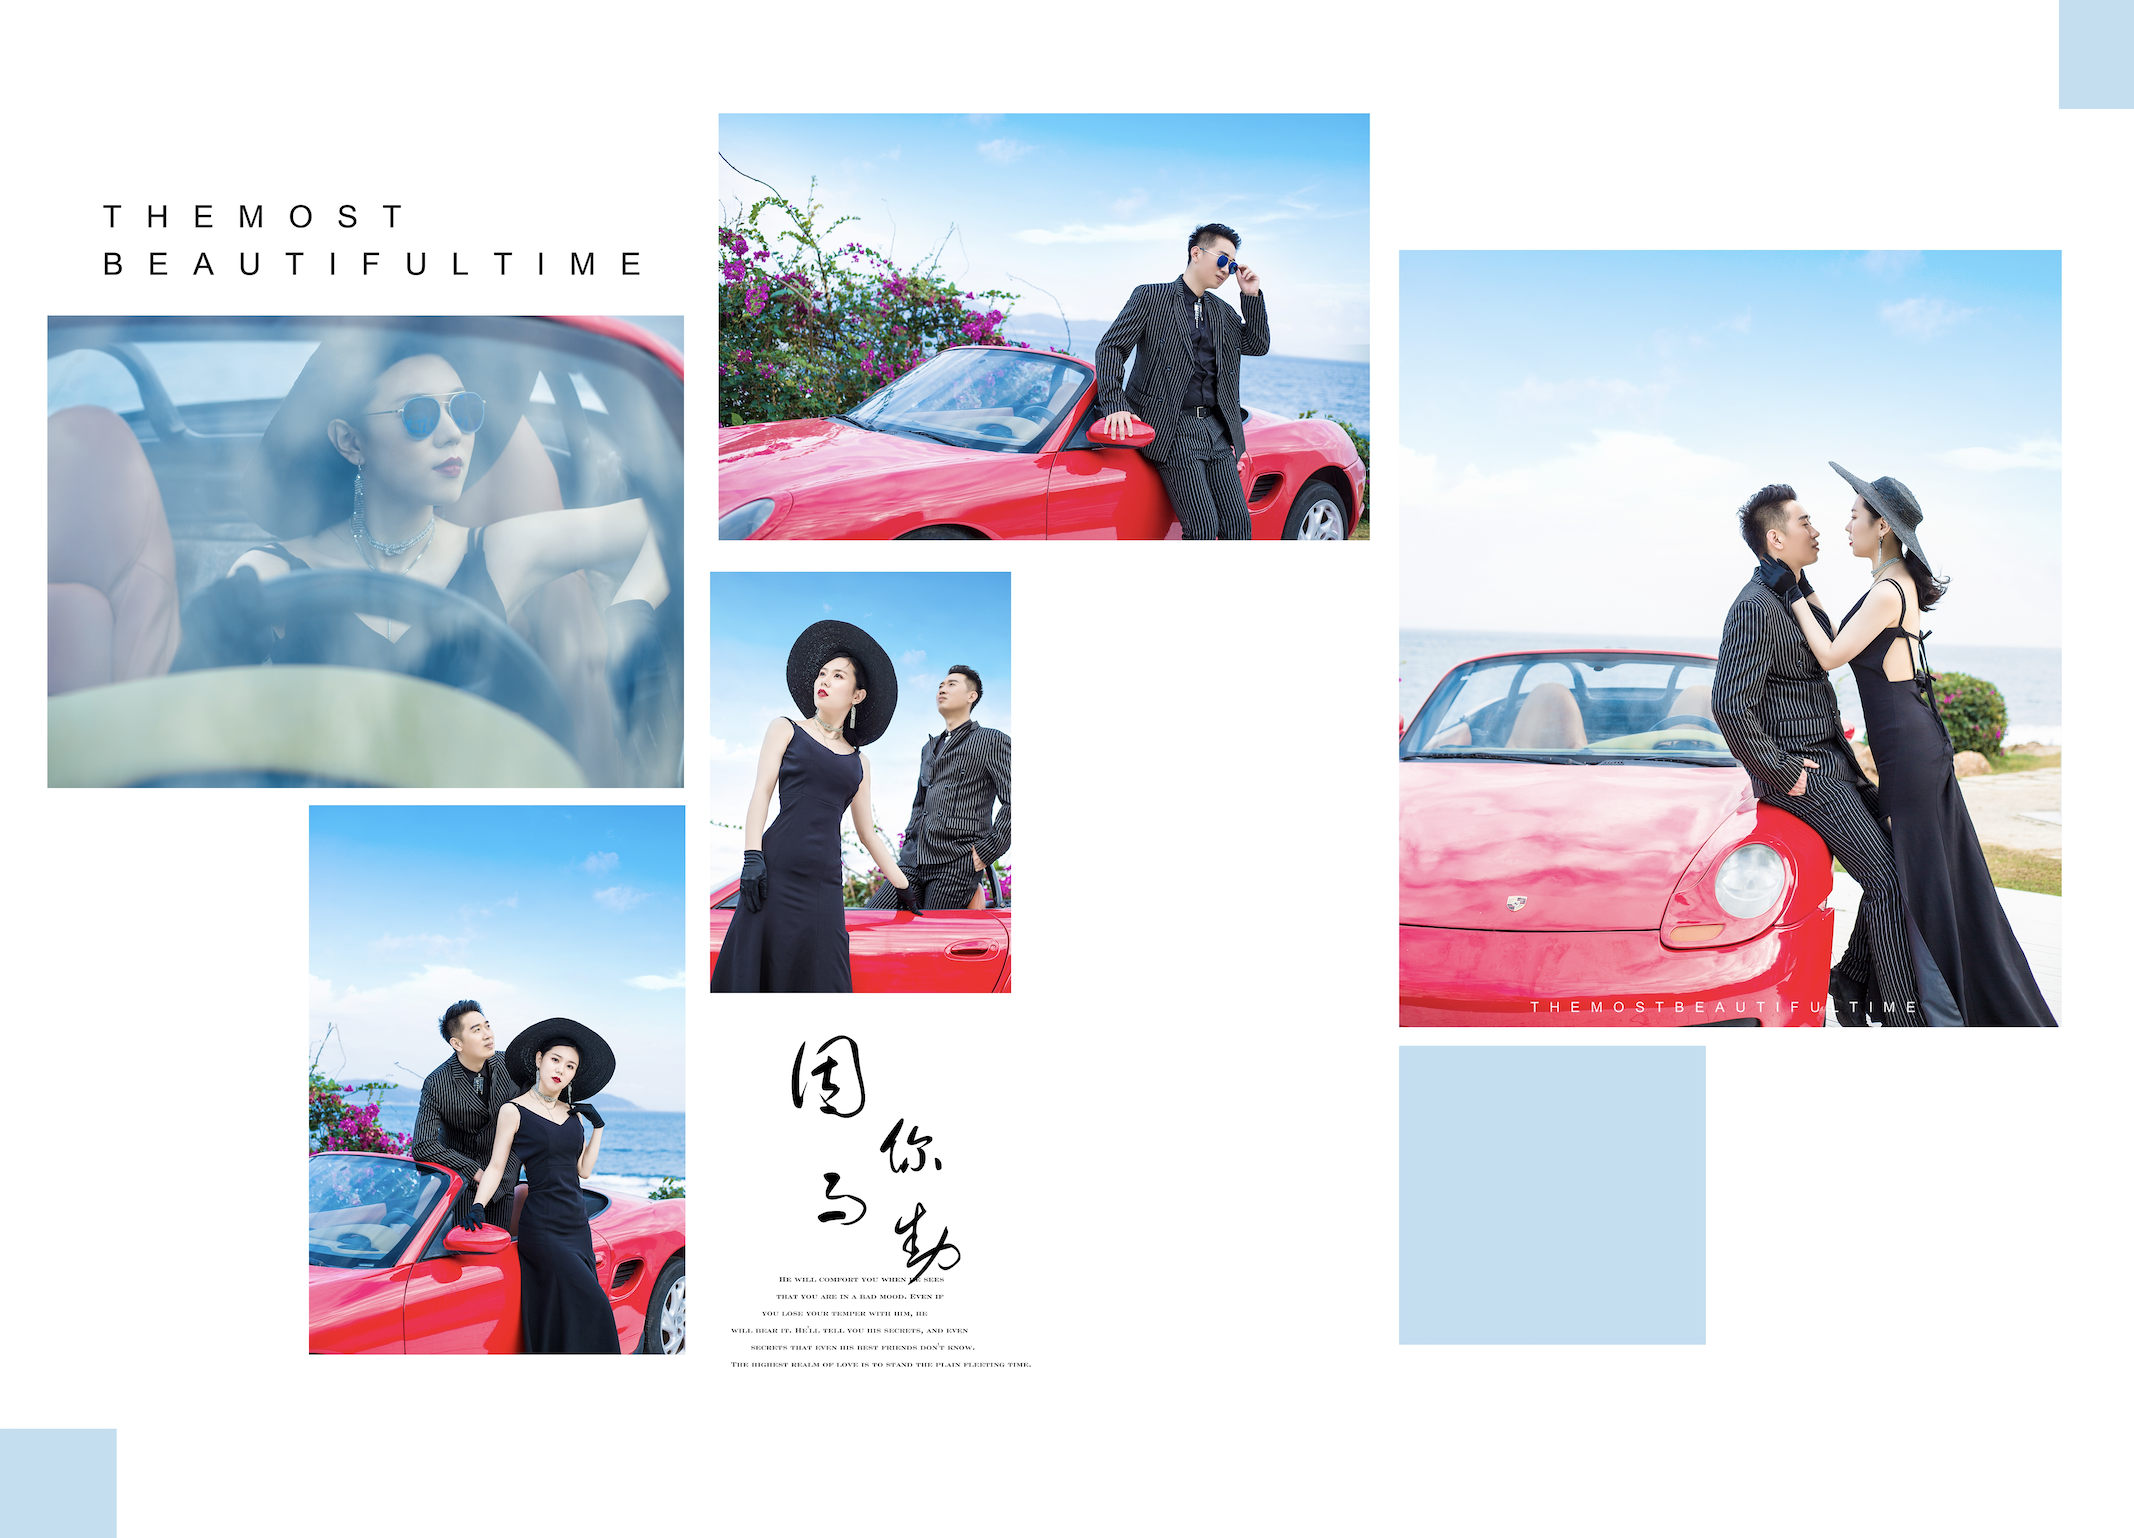 THEMOST
BEAUTIFULTIME
THEMOSTBEAUTIFULTIME
因
你
而
动
HE WILL COMFORT YOU WHEN HE SEES
THAT YOU ARE IN A BAD MOOD. EVEN IF
YOU LOSE YOUR TEMPER WITH HIM, HE
WILL BEAR IT. HE'LL TELL YOU HIS SECRETS, AND EVEN
SECRETS THAT EVEN HIS BEST FRIENDS DON'T KNOW.
THE HIGHEST REALM OF LOVE IS TO STAND THE PLAIN FLEETING TIME.